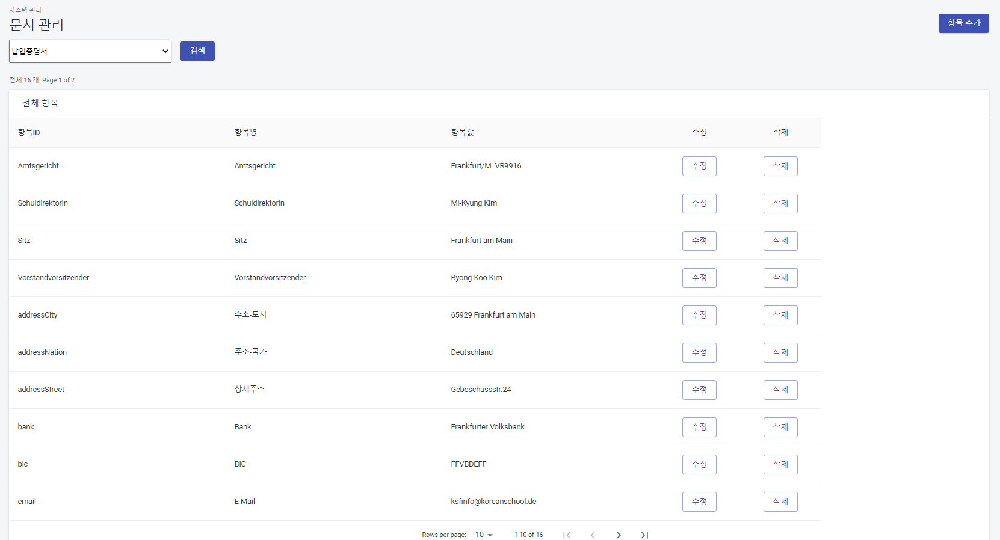 시스템 관리
문서 관리
항목 추가
납입증명서
검색
전체 16 개. Page 1 of 2
전체 항목
항목ID 항목명 항목값 수정 삭제
Amtsgericht Amtsgericht Frankfurt/M. VR9916 수정 삭제
Schuldirektorin Schuldirektorin Mi-Kyung Kim 수정 삭제
Sitz Sitz Frankfurt am Main 수정 삭제
Vorstandvorsitzender Vorstandvorsitzender Byong-Koo Kim 수정 삭제
addressCity 주소-도시 65929 Frankfurt am Main 수정 삭제
addressNation 주소-국가 Deutschland 수정 삭제
addressStreet 상세주소 Gebeschussstr.24 수정 삭제
bank Bank Frankfurter Volksbank 수정 삭제
bic BIC FFVBDEFF 수정 삭제
email E-Mail ksfinfo@koreanschool.de 수정 삭제
Rows per page: 10 1-10 of 16